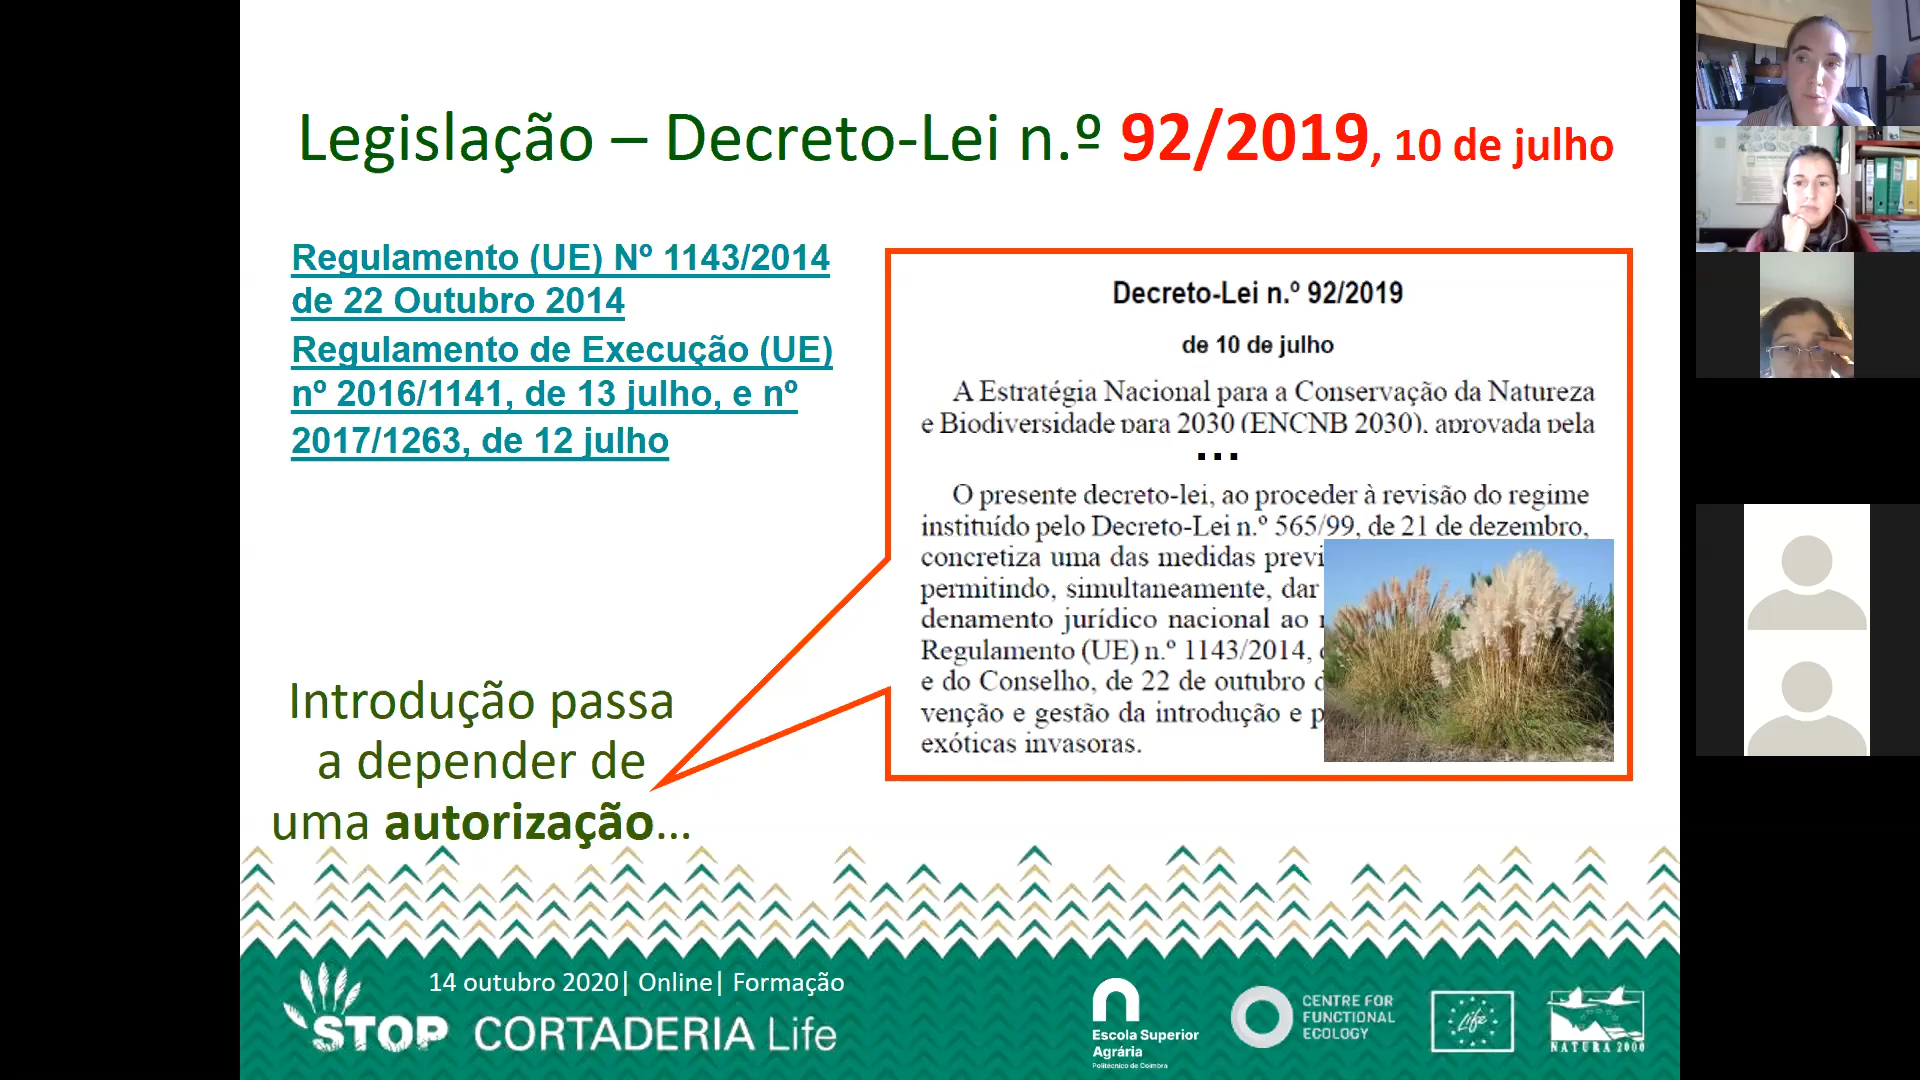 Legislação – Decreto-Lei n.º 92/2019, 10 de julho
Regulamento (UE) Nº 1143/2014
de 22 Outubro 2014
Regulamento de Execução (UE)
nº 2016/1141, de 13 julho, e nº
2017/1263, de 12 julho
Decreto-Lei n.º 92/2019
de 10 de julho
A Estratégia Nacional para a Conservação da Natureza
e Biodiversidade para 2030 (ENCNB 2030), aprovada pela
...
O presente decreto-lei, ao proceder à revisão do regime
instituído pelo Decreto-Lei n.º 565/99, de 21 de dezembro,
concretiza uma das medidas previ
permitindo, simultaneamente, dar
denamento jurídico nacional ao
Regulamento (UE) n.º 1143/2014,
e do Conselho, de 22 de outubro d
venção e gestão da introdução e p
exóticas invasoras.
Introdução passa
a depender de
uma autorização...
14 outubro 2020| Online| Formação
STOP CORTADERIA Life
Escola Superior
Agrária
Politécnico de Coimbra
CENTRE FOR
FUNCTIONAL
ECOLOGY
Life
NATURA 2000